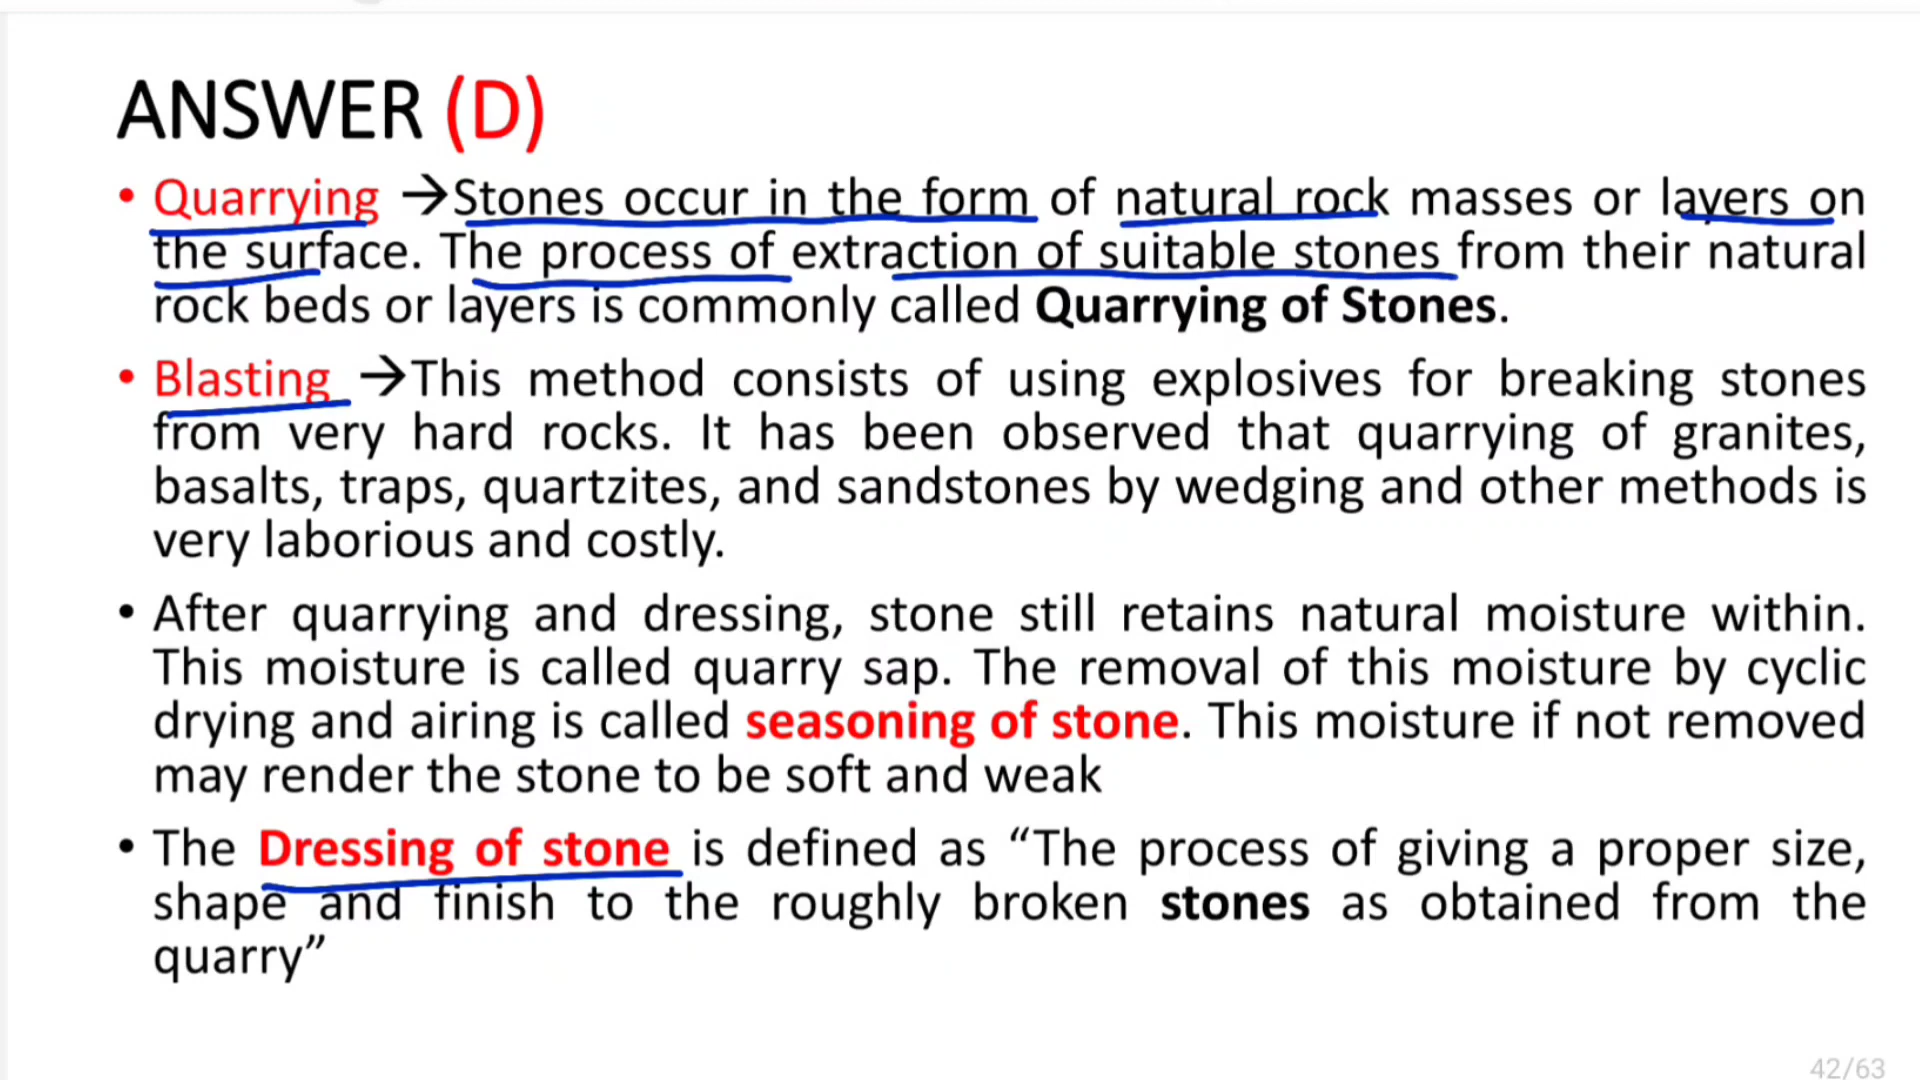 ANSWER (D)
• Quarrying →Stones occur in the form of natural rock masses or layers on
the surface. The process of extraction of suitable stones from their natural
rock beds or layers is commonly called Quarrying of Stones.
• Blasting →This method consists of using explosives for breaking stones
from very hard rocks. It has been observed that quarrying of granites,
basalts, traps, quartzites, and sandstones by wedging and other methods is
very laborious and costly.
• After quarrying and dressing, stone still retains natural moisture within.
This moisture is called quarry sap. The removal of this moisture by cyclic
drying and airing is called seasoning of stone. This moisture if not removed
may render the stone to be soft and weak
• The Dressing of stone is defined as “The process of giving a proper size,
shape and finish to the roughly broken stones as obtained from the
quarry”
42/63